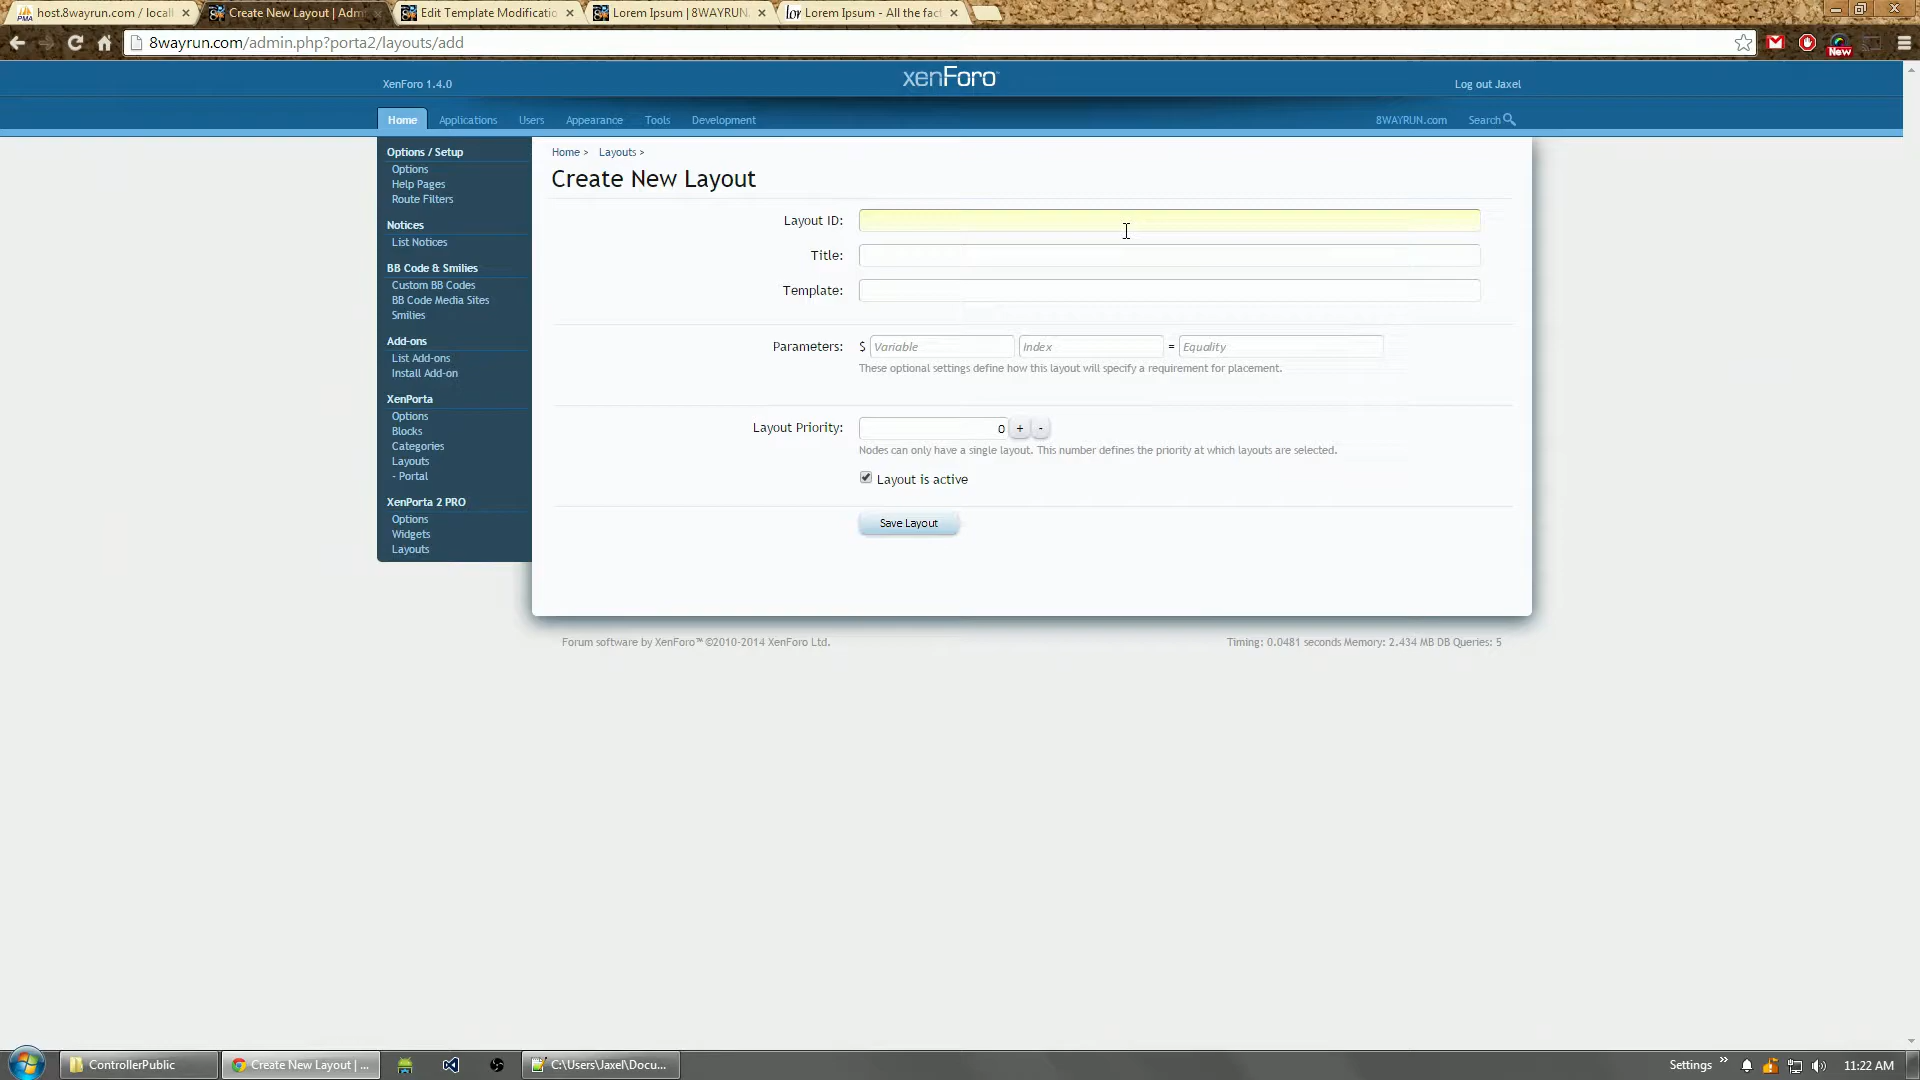 host.8wayrun.com / locall
Create New Layout | Adm
Edit Template Modificatio
Lorem Ipsum | 8WAYRUN.
Lorem Ipsum - All the fac
8wayrun.com/admin.php?porta2/layouts/add
New
XenForo 1.4.0
xenForo
Log out Jaxel
Home
Applications
Users
Appearance
Tools
Development
8WAYRUN.com
Search
Options / Setup
Options
Help Pages
Route Filters
Notices
List Notices
BB Code & Smilies
Custom BB Codes
BB Code Media Sites
Smilies
Add-ons
List Add-ons
Install Add-on
XenPorta
Options
Blocks
Categories
Layouts
- Portal
XenPorta 2 PRO
Options
Widgets
Layouts
Home > Layouts >
Create New Layout
Layout ID:
Title:
Template:
Parameters: $ Variable Index = Equality
These optional settings define how this layout will specify a requirement for placement.
Layout Priority: 0 + -
Nodes can only have a single layout. This number defines the priority at which layouts are selected.
Layout is active
Save Layout
Forum software by XenForo™ ©2010-2014 XenForo Ltd.
Timing: 0.0481 seconds Memory: 2.434 MB DB Queries: 5
ControllerPublic
Create New Layout | ...
C:\Users\Jaxel\Docu...
Settings
11:22 AM